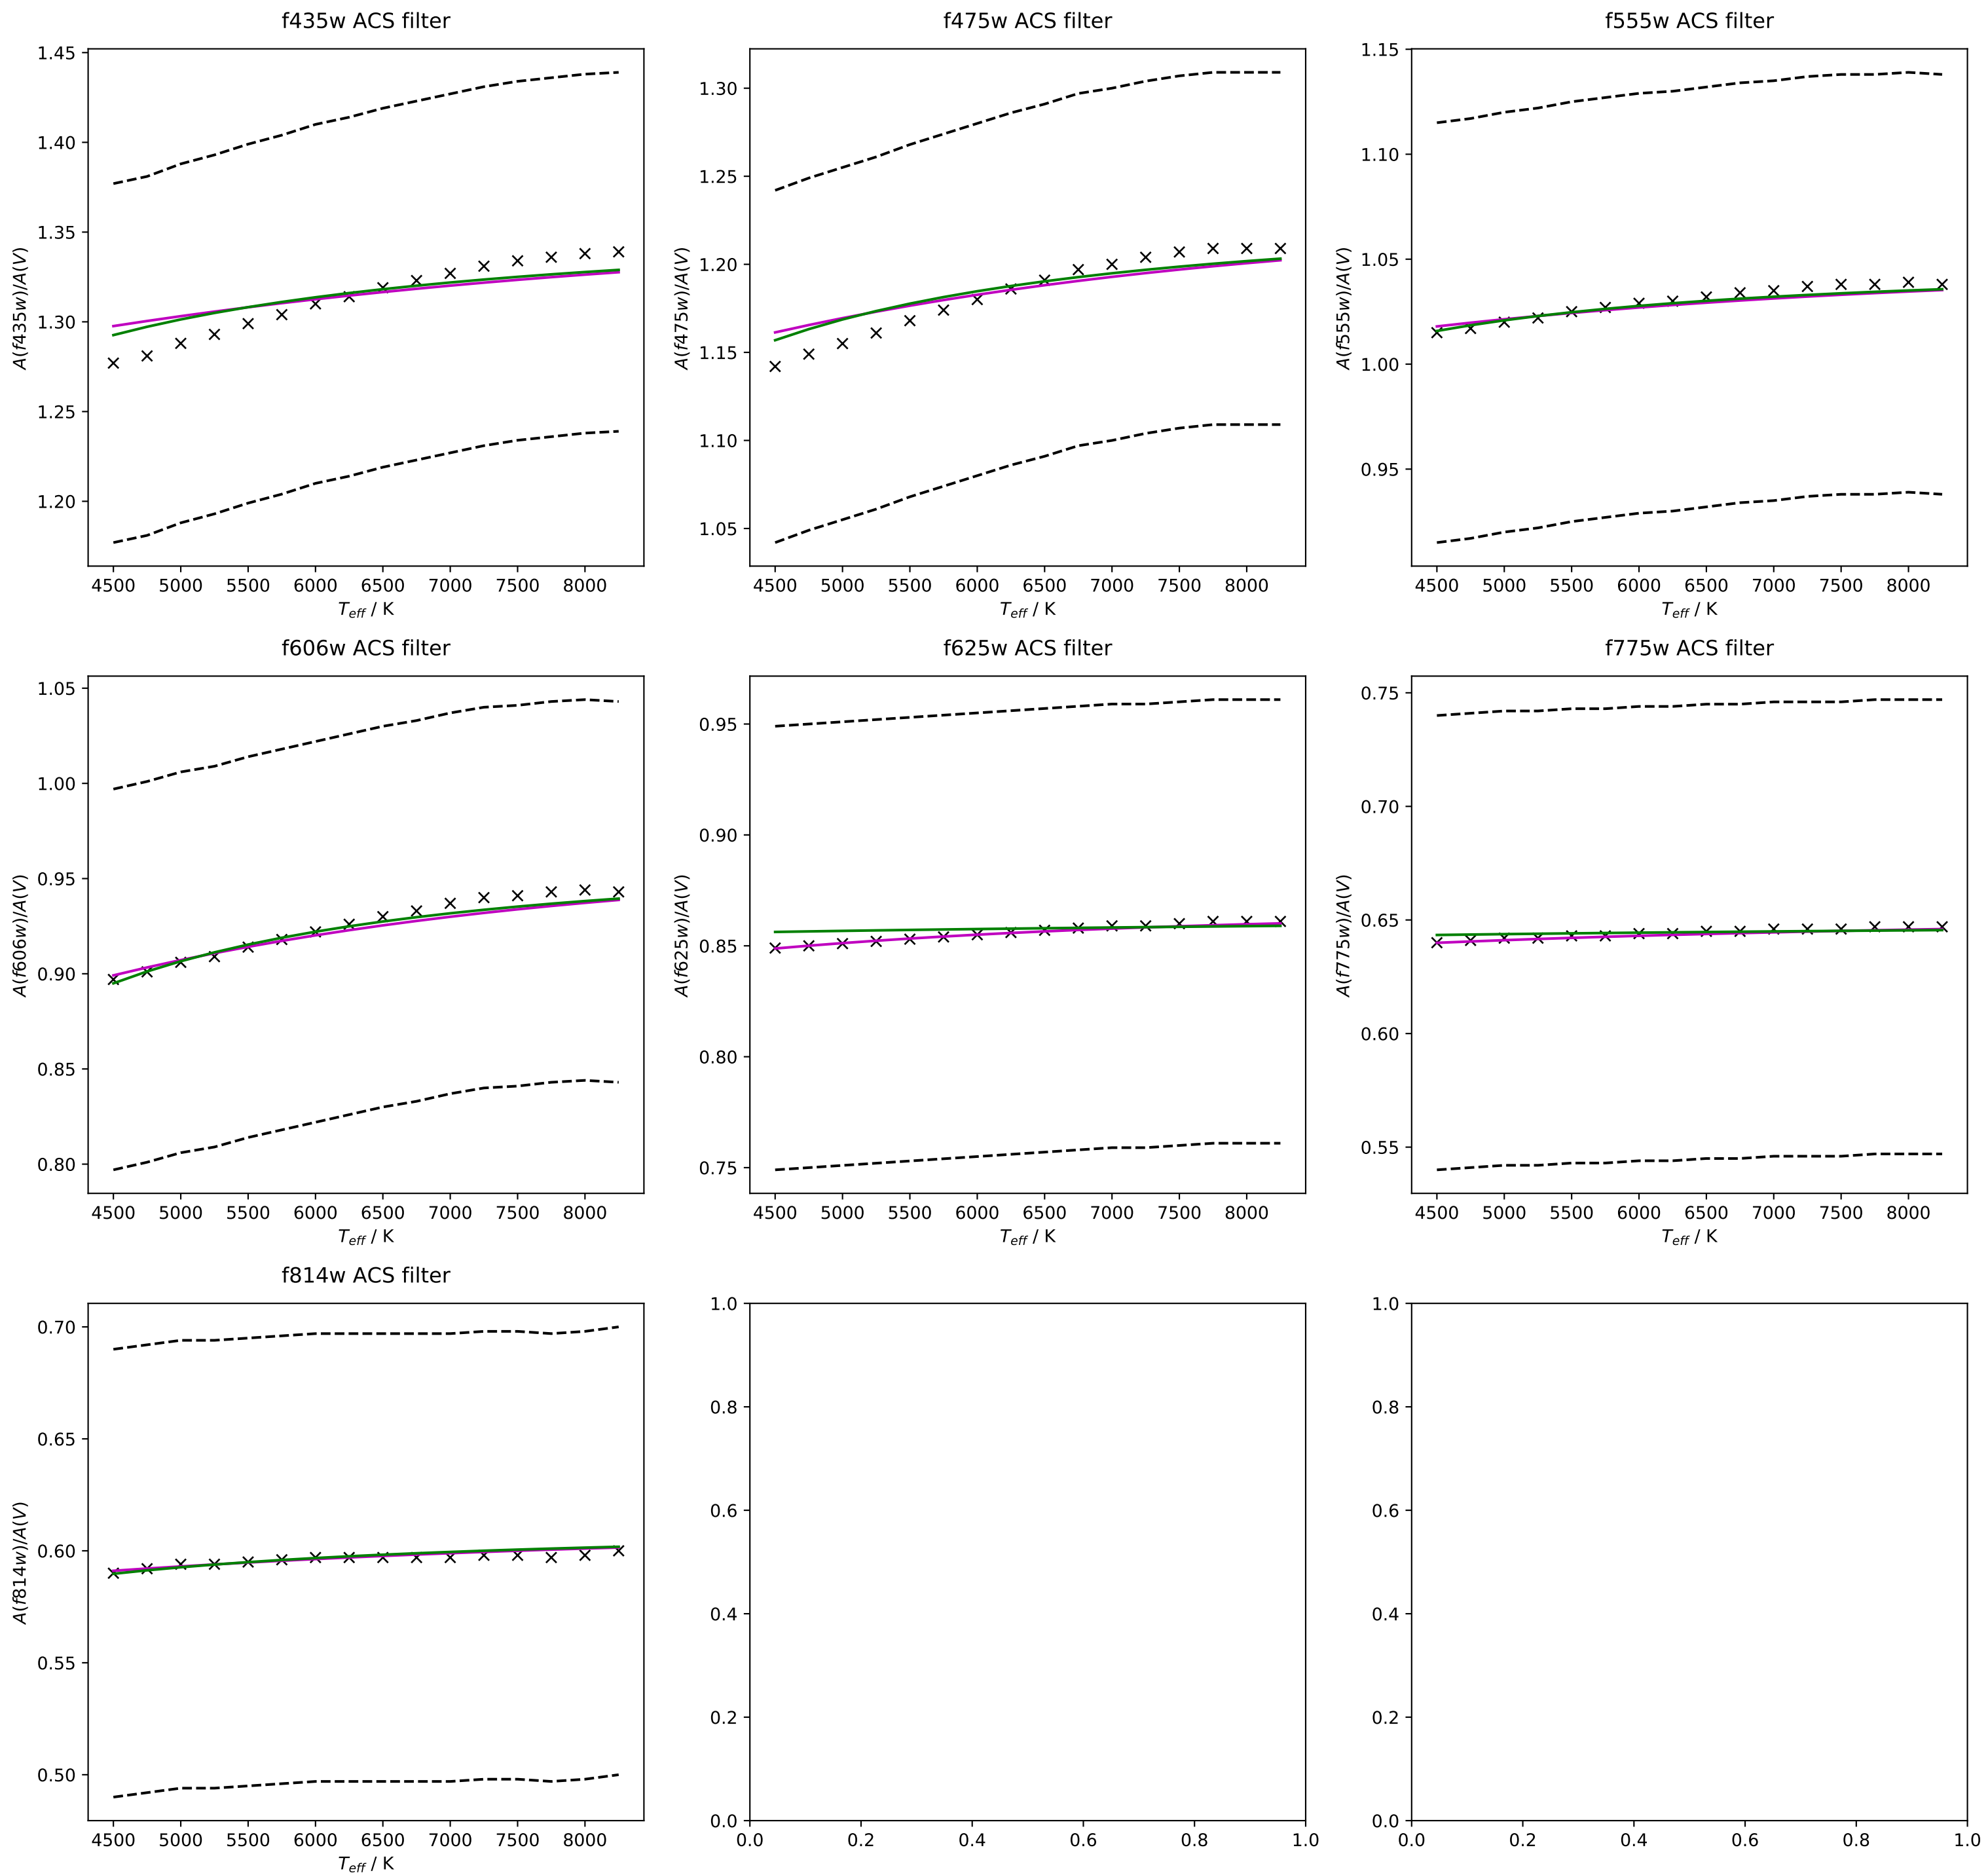 f435w ACS filter
1.45
1.40
1.35
1.30
1.25
1.20
A(f435w)/A(V)
4500 5000 5500 6000 6500 7000 7500 8000
T_eff / K
f475w ACS filter
1.30
1.25
1.20
1.15
1.10
1.05
A(f475w)/A(V)
4500 5000 5500 6000 6500 7000 7500 8000
T_eff / K
f555w ACS filter
1.15
1.10
1.05
1.00
0.95
A(f555w)/A(V)
4500 5000 5500 6000 6500 7000 7500 8000
T_eff / K
f606w ACS filter
1.05
1.00
0.95
0.90
0.85
0.80
A(f606w)/A(V)
4500 5000 5500 6000 6500 7000 7500 8000
T_eff / K
f625w ACS filter
0.95
0.90
0.85
0.80
0.75
A(f625w)/A(V)
4500 5000 5500 6000 6500 7000 7500 8000
T_eff / K
f775w ACS filter
0.75
0.70
0.65
0.60
0.55
A(f775w)/A(V)
4500 5000 5500 6000 6500 7000 7500 8000
T_eff / K
f814w ACS filter
0.70
0.65
0.60
0.55
0.50
A(f814w)/A(V)
4500 5000 5500 6000 6500 7000 7500 8000
T_eff / K
1.0
0.8
0.6
0.4
0.2
0.0
0.0 0.2 0.4 0.6 0.8 1.0
1.0
0.8
0.6
0.4
0.2
0.0
0.0 0.2 0.4 0.6 0.8 1.0